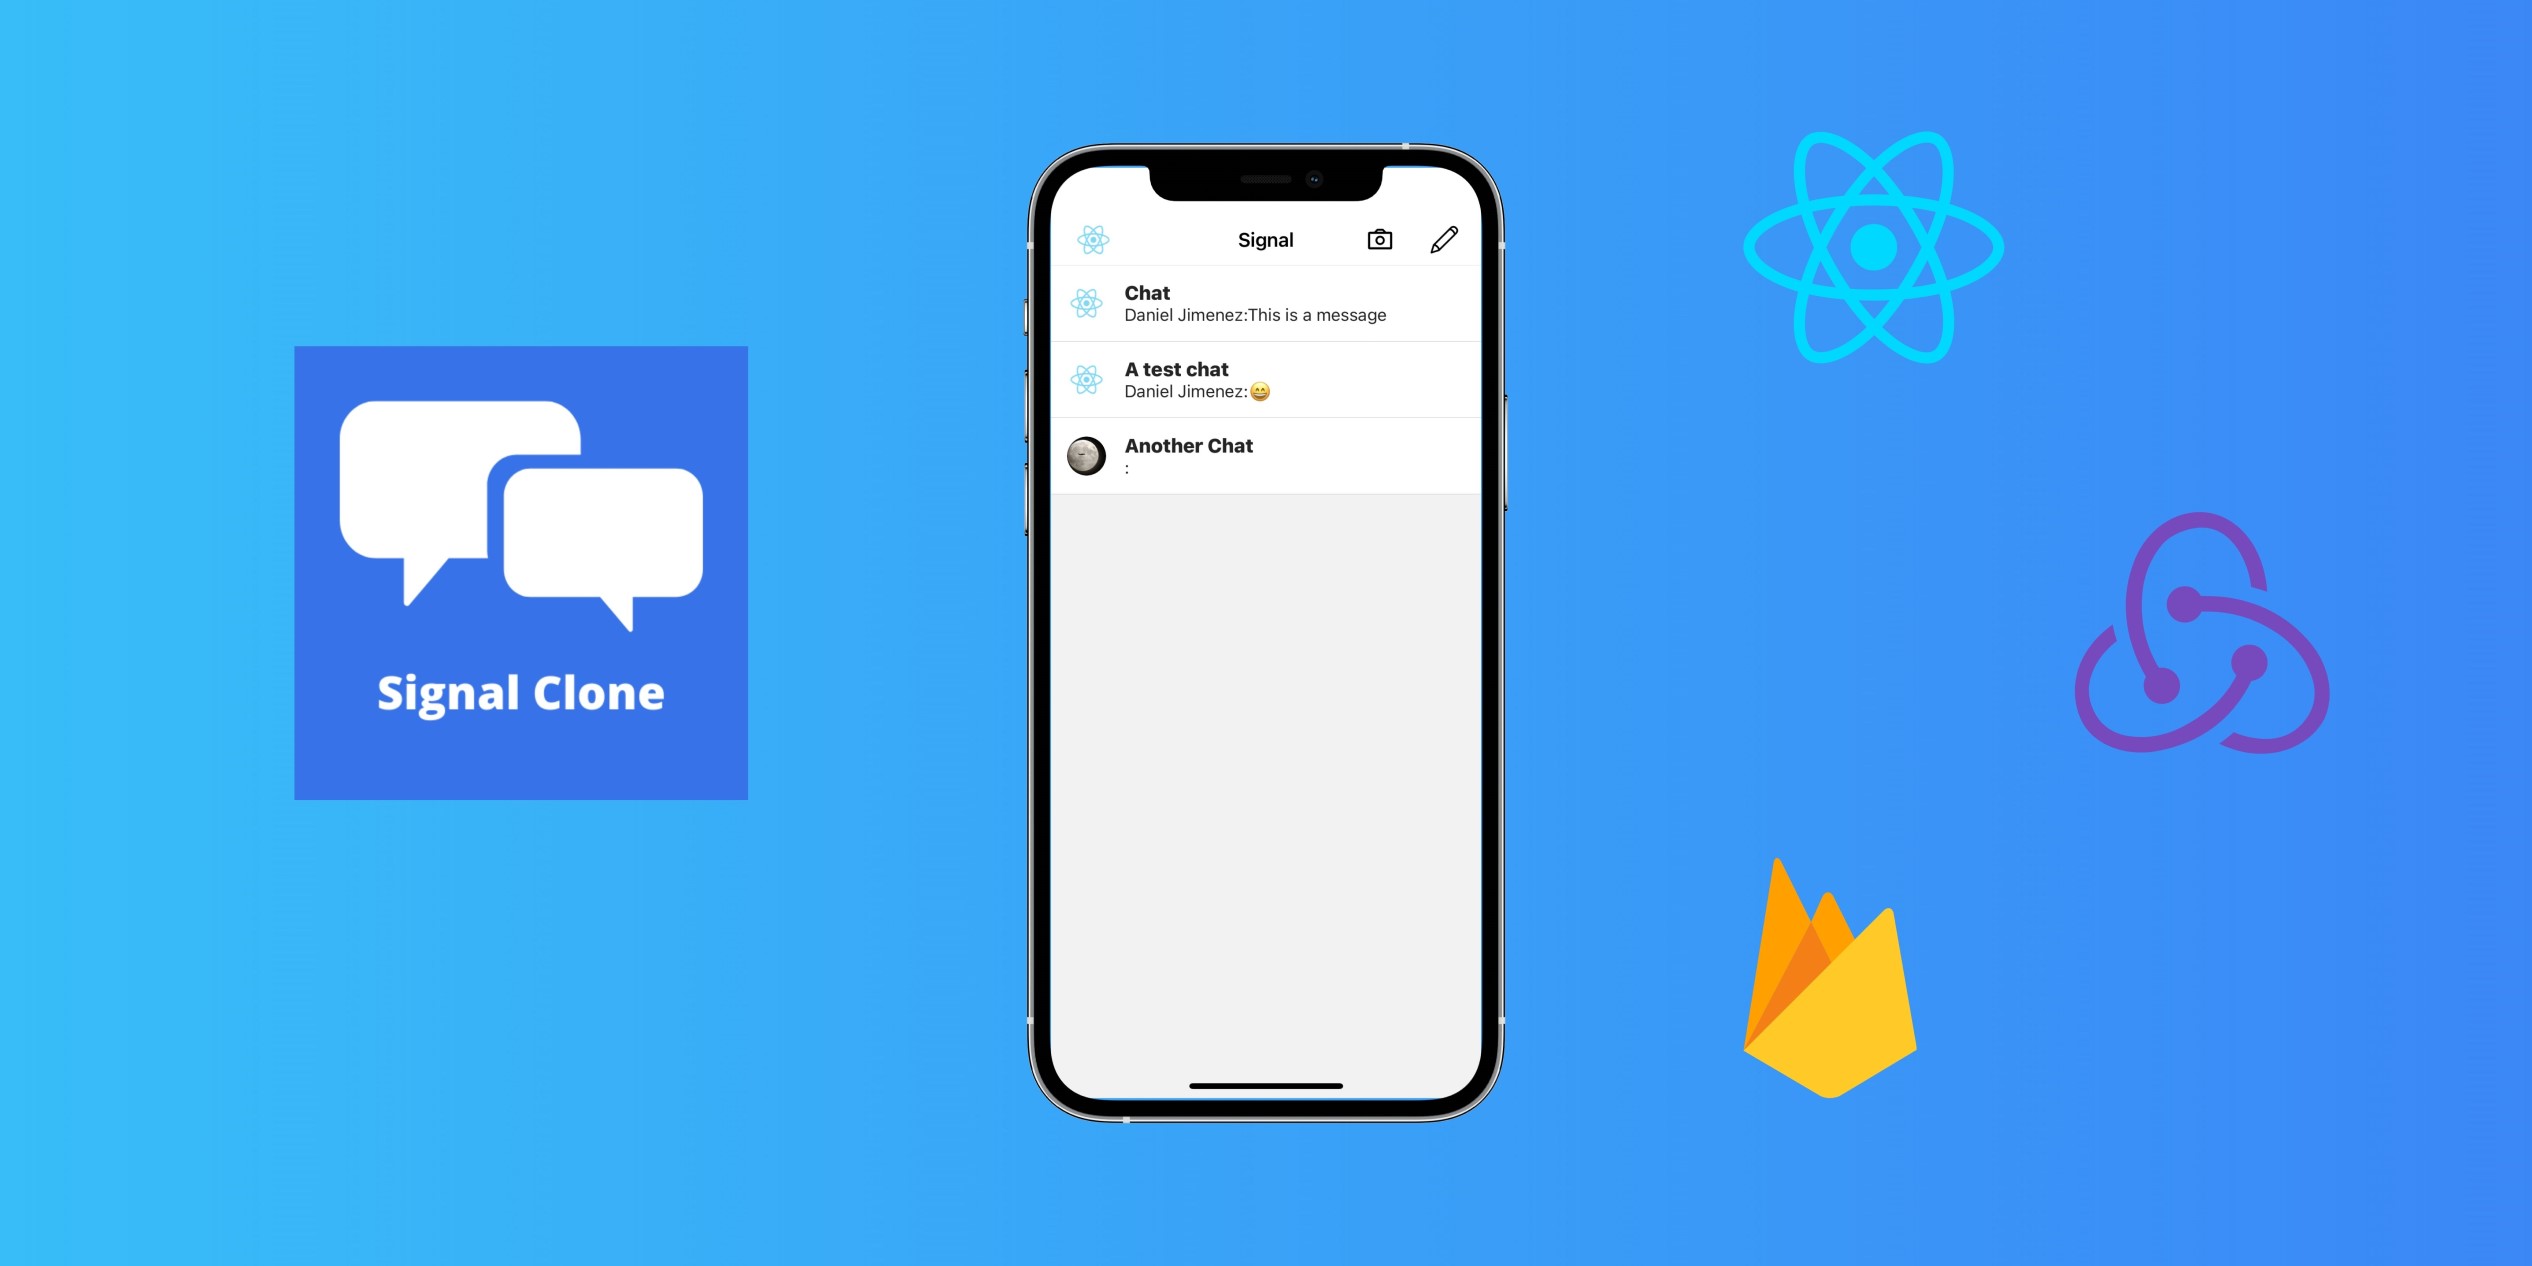 Signal Clone
Signal
Chat
Daniel Jimenez:This is a message
A test chat
Daniel Jimenez:😄
Another Chat
: